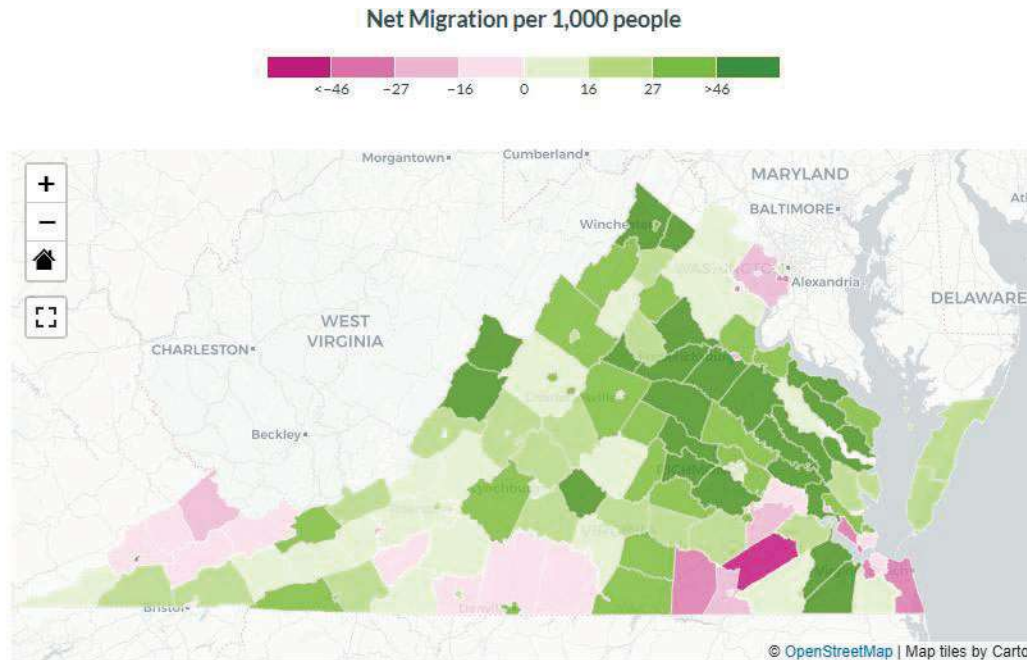 Net Migration per 1,000 people
<−46 −27 −16 0 16 27 >46
+
−
Morgantown
Cumberland
MARYLAND
BALTIMORE
Winchester
Alexandria
DELAWARE
WEST
VIRGINIA
CHARLESTON
Beckley
Lynchburg
Bristol
© OpenStreetMap | Map tiles by Carto